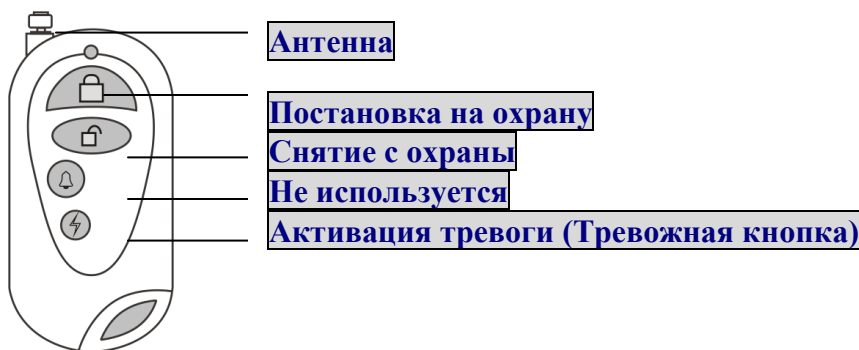 Антенна
Постановка на охрану
Снятие с охраны
Не используется
Активация тревоги (Тревожная кнопка)